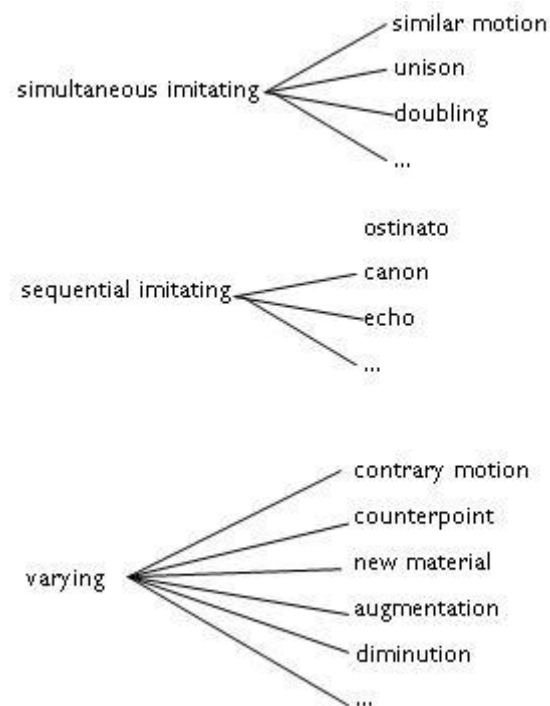 similar motion
unison
simultaneous imitating
doubling
...
ostinato
canon
sequential imitating
echo
...
contrary motion
counterpoint
new material
varying
augmentation
diminution
...